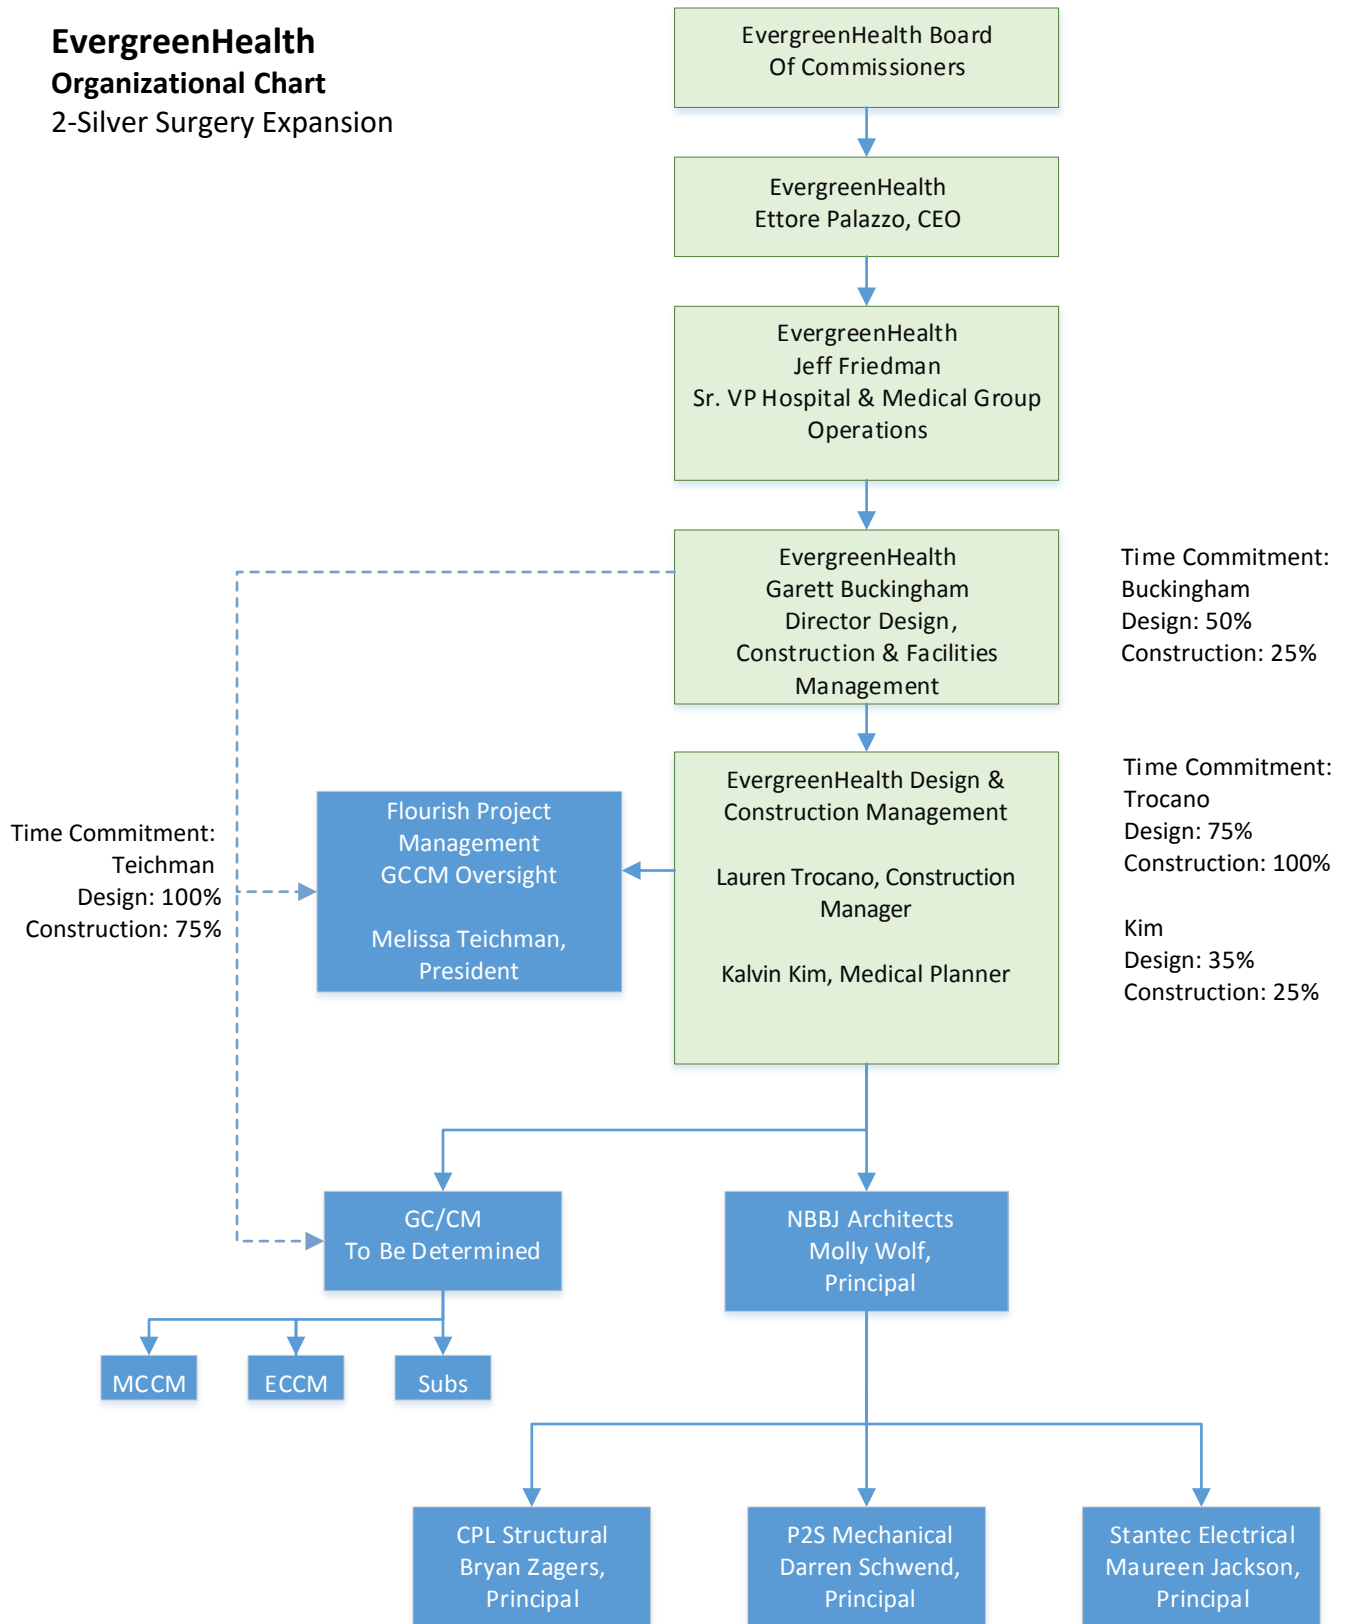 EvergreenHealth
Organizational Chart
2-Silver Surgery Expansion
EvergreenHealth Board
Of Commissioners
EvergreenHealth
Ettore Palazzo, CEO
EvergreenHealth
Jeff Friedman
Sr. VP Hospital & Medical Group
Operations
EvergreenHealth
Garett Buckingham
Director Design,
Construction & Facilities
Management
Time Commitment:
Buckingham
Design: 50%
Construction: 25%
EvergreenHealth Design &
Construction Management
Lauren Trocano, Construction
Manager
Kalvin Kim, Medical Planner
Time Commitment:
Trocano
Design: 75%
Construction: 100%
Kim
Design: 35%
Construction: 25%
Flourish Project
Management
GCCM Oversight
Melissa Teichman,
President
Time Commitment:
Teichman
Design: 100%
Construction: 75%
GC/CM
To Be Determined
NBBJ Architects
Molly Wolf,
Principal
MCCM
ECCM
Subs
CPL Structural
Bryan Zagers,
Principal
P2S Mechanical
Darren Schwend,
Principal
Stantec Electrical
Maureen Jackson,
Principal